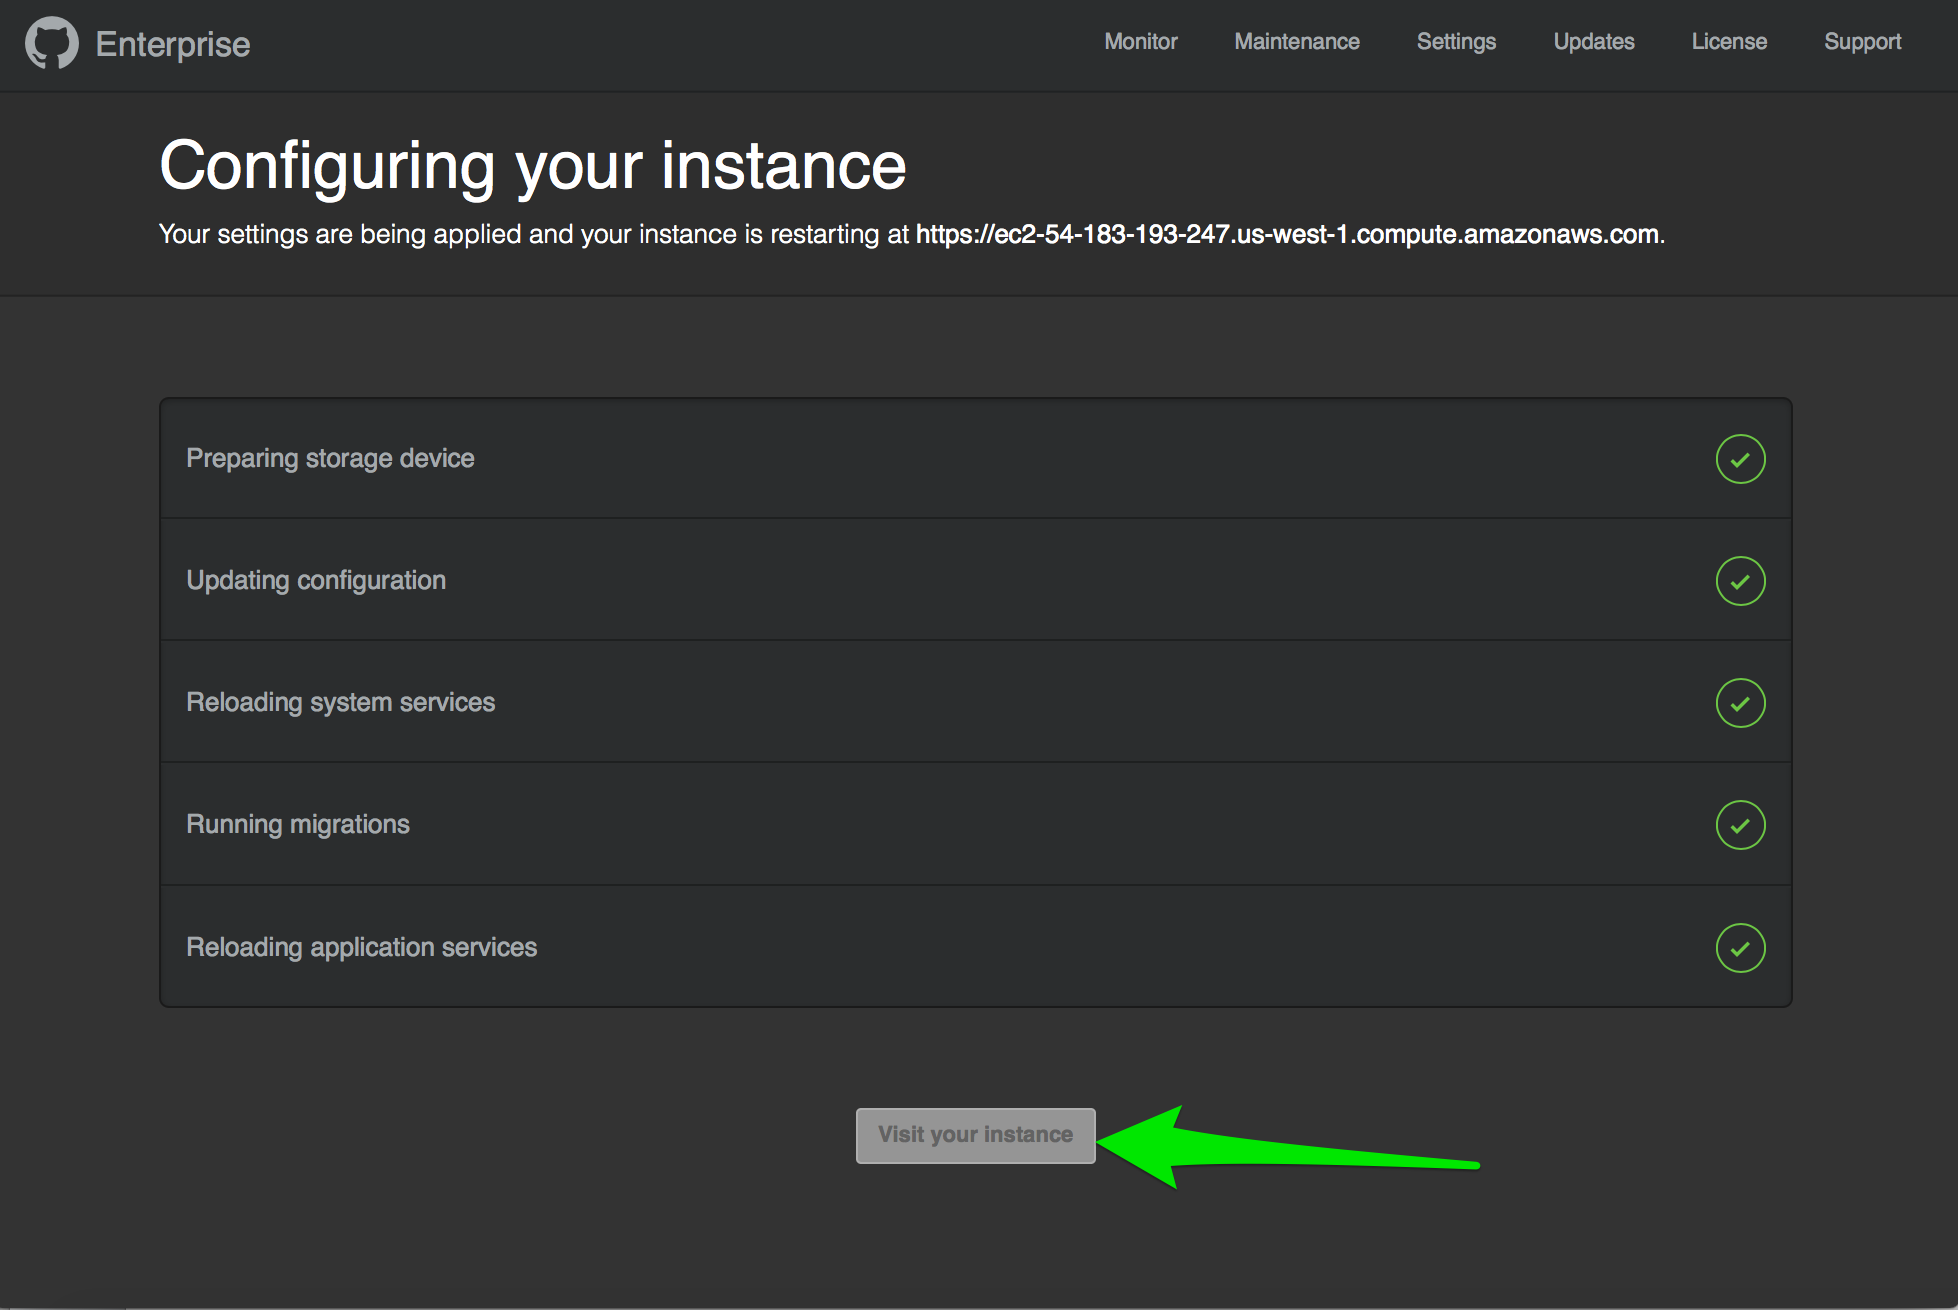 Enterprise
Monitor Maintenance Settings Updates License Support
Configuring your instance
Your settings are being applied and your instance is restarting at https://ec2-54-183-193-247.us-west-1.compute.amazonaws.com.
Preparing storage device
Updating configuration
Reloading system services
Running migrations
Reloading application services
Visit your instance